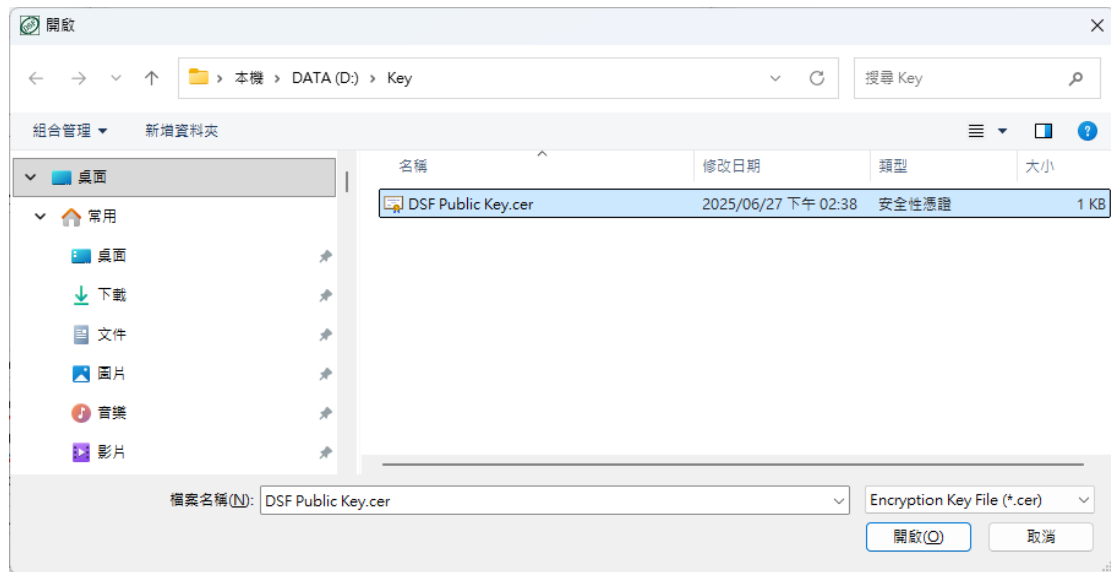 開啟
本機 › DATA (D:) › Key
搜尋 Key
組合管理 新增資料夾
名稱 修改日期 類型 大小
DSF Public Key.cer 2025/06/27 下午 02:38 安全性憑證 1 KB
桌面
常用
桌面
下載
文件
圖片
音樂
影片
檔案名稱(N): DSF Public Key.cer Encryption Key File (*.cer)
開啟(O) 取消